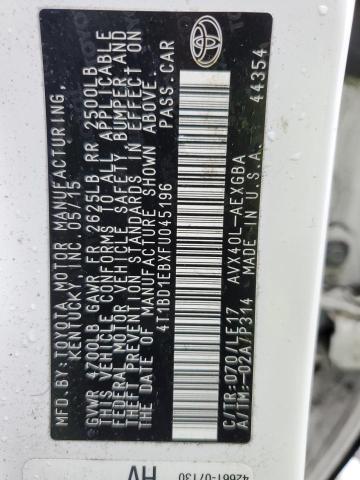 MFD.BY:TOYOTA MOTOR MANUFACTURING,
KENTUCKY, INC. 05/15
GVWR 4700LB GAWR FR 2625LB RR 2500LB
THIS VEHICLE CONFORMS TO ALL APPLICABLE
FEDERAL MOTOR VEHICLE SAFETY, BUMPER, AND
THEFT PREVENTION STANDARDS IN EFFECT ON
THE DATE OF MANUFACTURE SHOWN ABOVE.
4T1BD1EBXFU045196 PASS.CAR
C/TR:070/LE17 AVX40L-AEXGBA
A/TM:-02A/P314 MADE IN U.S.A. 44354
42661-07130
HV